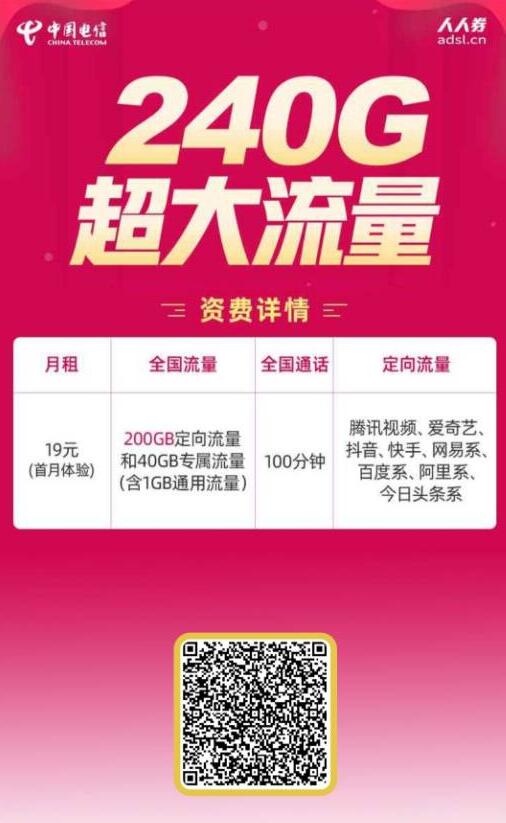 中国电信
CHINA TELECOM
人人券
adsl.cn
240G
超大流量
资费详情
月租
全国流量
全国通话
定向流量
19元
(首月体验)
200GB定向流量
和40GB专属流量
(含1GB通用流量)
100分钟
腾讯视频、爱奇艺、
抖音、快手、网易系、
百度系、阿里系、
今日头条系